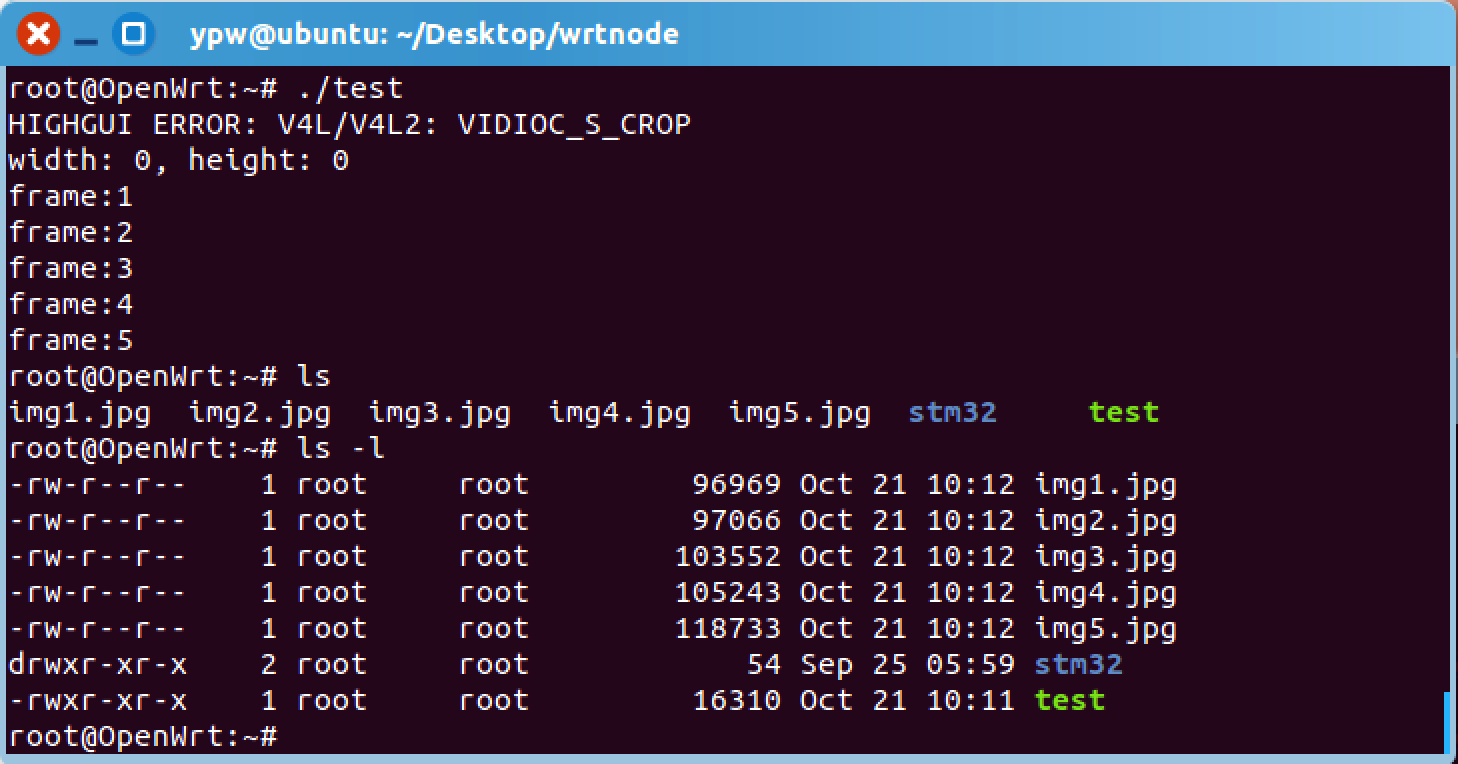 ypw@ubuntu: ~/Desktop/wrtnode
root@OpenWrt:~# ./test
HIGHGUI ERROR: V4L/V4L2: VIDIOC_S_CROP
width: 0, height: 0
frame:1
frame:2
frame:3
frame:4
frame:5
root@OpenWrt:~# ls
img1.jpg  img2.jpg  img3.jpg  img4.jpg  img5.jpg  stm32     test
root@OpenWrt:~# ls -l
-rw-r--r--    1 root     root         96969 Oct 21 10:12 img1.jpg
-rw-r--r--    1 root     root         97066 Oct 21 10:12 img2.jpg
-rw-r--r--    1 root     root        103552 Oct 21 10:12 img3.jpg
-rw-r--r--    1 root     root        105243 Oct 21 10:12 img4.jpg
-rw-r--r--    1 root     root        118733 Oct 21 10:12 img5.jpg
drwxr-xr-x    2 root     root            54 Sep 25 05:59 stm32
-rwxr-xr-x    1 root     root         16310 Oct 21 10:11 test
root@OpenWrt:~#